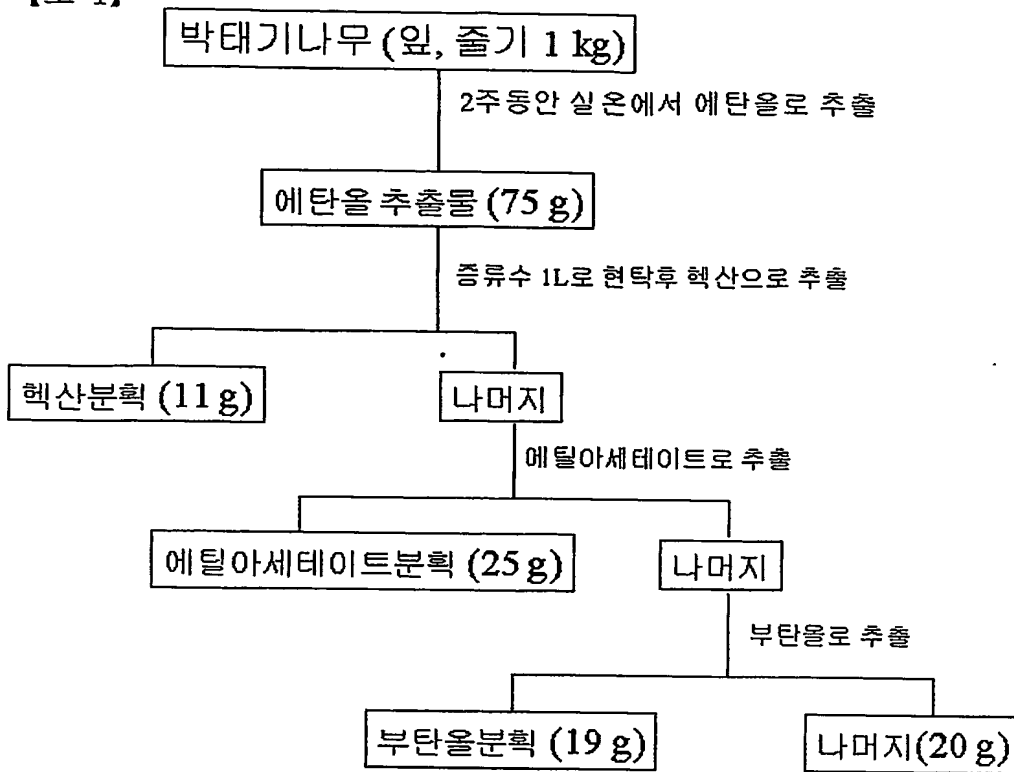 박태기나무 (잎, 줄기 1 kg)
2주동안 실온에서 에탄올로 추출
에탄올 추출물 (75 g)
증류수 1L로 현탁후 헥산으로 추출
헥산분획 (11 g)
나머지
에틸아세테이트로 추출
에틸아세테이트분획 (25 g)
나머지
부탄올로 추출
부탄올분획 (19 g)
나머지(20 g)